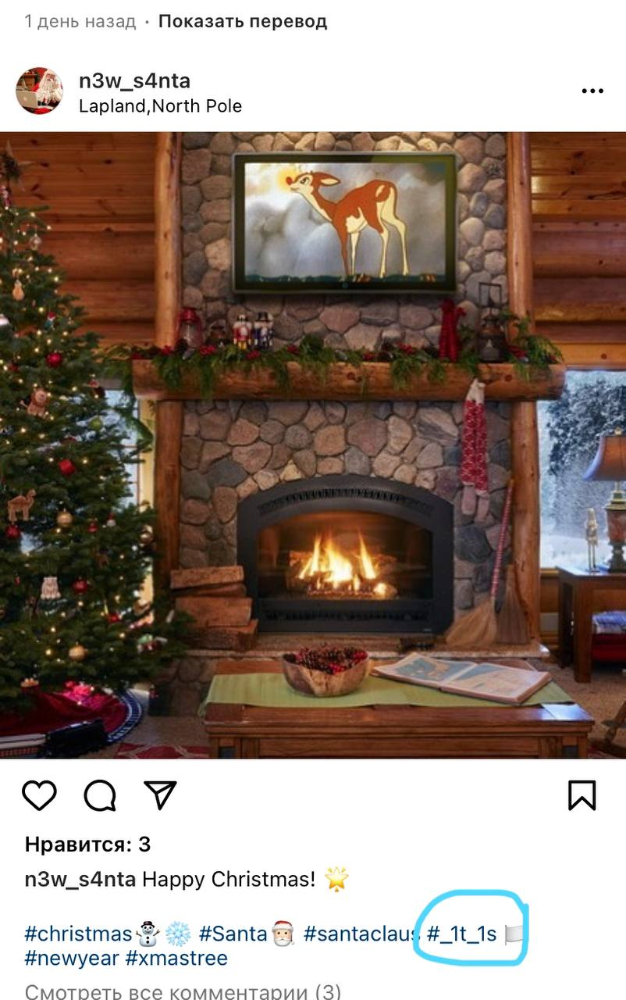 1 день назад · Показать перевод
n3w_s4nta
Lapland,North Pole
Нравится: 3
n3w_s4nta Happy Christmas! 🌟
#christmas⛄❄️ #Santa🎅🏻 #santaclaus #_1t_1s 🏳️
#newyear #xmastree
Смотреть все комментарии (3)